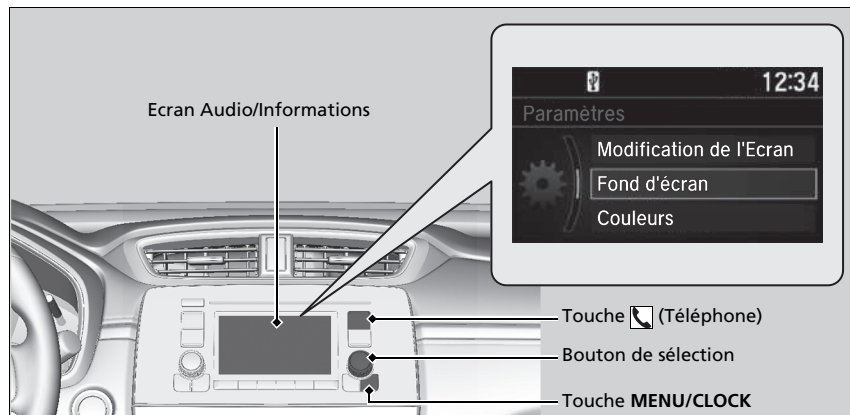 Ecran Audio/Informations
12:34
Paramètres
Modification de l'Ecran
Fond d'écran
Couleurs
Touche (Téléphone)
Bouton de sélection
Touche MENU/CLOCK